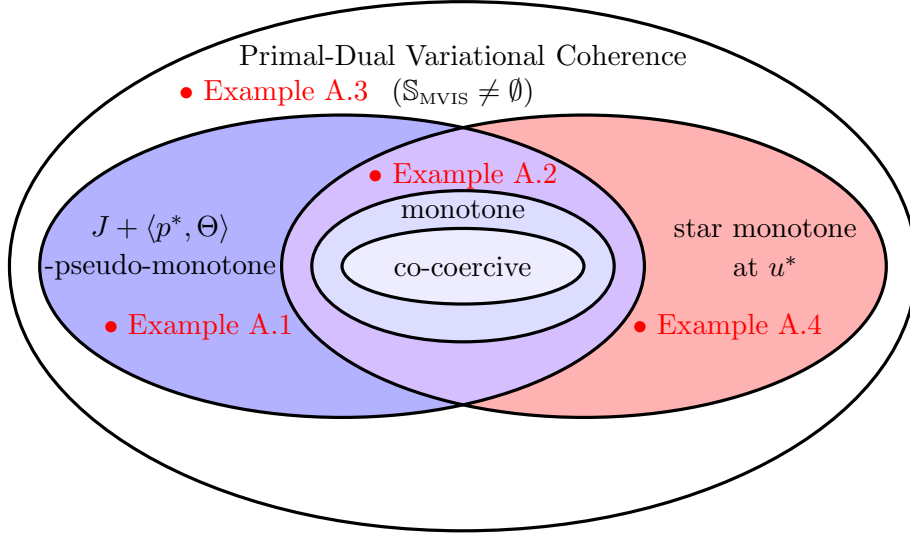 Primal-Dual Variational Coherence
• Example A.3 (𝕊_MVIS ≠ ∅)
• Example A.2
monotone
J + ⟨p*, Θ⟩
-pseudo-monotone
co-coercive
star monotone
at u*
• Example A.1
• Example A.4